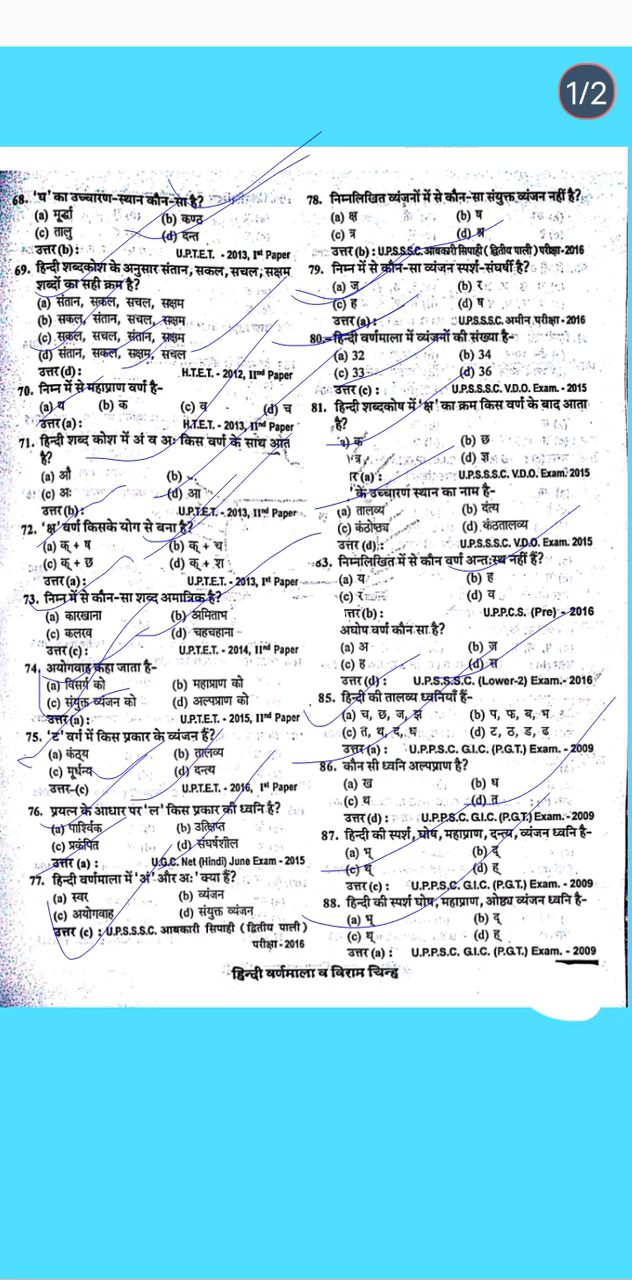 1/2
68. 'घ' का उच्चारण-स्थान कौन-सा है?
(a) मूर्द्धा (b) कण्ठ
(c) तालु (d) दन्त
उत्तर (b) : U.P.T.E.T. - 2013, Iˢᵗ Paper
69. हिन्दी शब्दकोश के अनुसार संतान, सकल, सचल, सक्षम
शब्दों का सही क्रम है?
(a) संतान, सकल, सचल, सक्षम
(b) सकल, संतान, सचल, सक्षम
(c) सकल, सचल, संतान, सक्षम
(d) संतान, सकल, सक्षम, सचल
उत्तर(d) : H.T.E.T. - 2012, IIⁿᵈ Paper
70. निम्न में से महाप्राण वर्ण है-
(a) य (b) क (c) व (d) च
उत्तर(a) : H.T.E.T. - 2013, IIⁿᵈ Paper
71. हिन्दी शब्द कोश में अं व अः किस वर्ण के साथ आते
है?
(a) औ (b)
(c) अः (d) आ
उत्तर(b) : U.P.T.E.T. - 2013, IIⁿᵈ Paper
72. 'क्ष' वर्ण किसके योग से बना है?
(a) क् + ष (b) क् + च
(c) क् + छ (d) क् + श
उत्तर (a) : U.P.T.E.T. - 2013, Iˢᵗ Paper
73. निम्न में से कौन-सा शब्द अमात्रिक है?
(a) कारखाना (b) अमिताभ
(c) कलरव (d) चहचहाना
उत्तर(c) : U.P.T.E.T. - 2014, IIⁿᵈ Paper
74. अयोगवाह कहा जाता है-
(a) विसर्ग को (b) महाप्राण को
(c) संयुक्त व्यंजन को (d) अल्पप्राण को
उत्तर(a) : U.P.T.E.T. - 2015, IIⁿᵈ Paper
75. 'ट' वर्ग में किस प्रकार के व्यंजन हैं?
(a) कंठ्य (b) तालव्य
(c) मूर्धन्य (d) दन्त्य
उत्तर-(c) U.P.T.E.T. - 2016, Iˢᵗ Paper
76. प्रयत्न के आधार पर 'ल' किस प्रकार की ध्वनि है?
(a) पार्श्विक (b) उत्क्षिप्त
(c) प्रकंपित (d) संघर्षशील
उत्तर (a) : U.G.C. Net (Hindi) June Exam - 2015
77. हिन्दी वर्णमाला में 'अं' और अः' क्या हैं?
(a) स्वर (b) व्यंजन
(c) अयोगवाह (d) संयुक्त व्यंजन
उत्तर (c) : U.P.S.S.S.C. आबकारी सिपाही ( द्वितीय पाली )
परीक्षा - 2016
78. निम्नलिखित व्यंजनों में से कौन-सा संयुक्त व्यंजन नहीं है?
(a) क्ष (b) ष
(c) त्र (d) श्र
उत्तर (b) : U.P.S.S.S.C. आबकारी सिपाही ( द्वितीय पाली ) परीक्षा-2016
79. निम्न में से कौन-सा व्यंजन स्पर्श-संघर्षी है?
(a) ज (b) र
(c) ह (d) ष
उत्तर (a) : U.P.S.S.S.C. अमीन परीक्षा - 2016
80. हिन्दी वर्णमाला में व्यंजनों की संख्या है-
(a) 32 (b) 34
(c) 33 (d) 36
उत्तर (c) : U.P.S.S.S.C. V.D.O. Exam. - 2015
81. हिन्दी शब्दकोष में 'क्ष' का क्रम किस वर्ण के बाद आता
है?
क (b) छ
त्र (d) ज्ञ
(a) : U.P.S.S.S.C. V.D.O. Exam. 2015
के उच्चारण स्थान का नाम है-
(a) तालव्य (b) दंत्य
(c) कंठोष्ठ्य (d) कंठतालव्य
उत्तर (d) : U.P.S.S.S.C. V.D.O. Exam. 2015
63. निम्नलिखित में से कौन वर्ण अन्तःस्थ नहीं हैं?
(a) य (b) ह
(c) र (d) व
उत्तर (b) : U.P.P.C.S. (Pre) - 2016
अघोष वर्ण कौन सा है?
(a) अ (b) ज
(c) ह (d) स
उत्तर (d) : U.P.S.S.S.C. (Lower-2) Exam.- 2016
85. हिन्दी की तालव्य ध्वनियाँ हैं-
(a) च, छ, ज, झ (b) प, फ, ब, भ
(c) त, थ, द, ध (d) ट, ठ, ड, ढ
उत्तर (a) : U.P.P.S.C. G.I.C. (P.G.T.) Exam. - 2009
86. कौन सी ध्वनि अल्पप्राण है?
(a) ख (b) ध
(c) थ (d) त
उत्तर (d) : U.P.P.S.C. G.I.C. (P.G.T.) Exam. - 2009
87. हिन्दी की स्पर्श, घोष, महाप्राण, दन्त्य, व्यंजन ध्वनि है-
(a) भ् (b) द्
(c) ध् (d) ह्
उत्तर (c) : U.P.P.S.C. G.I.C. (P.G.T.) Exam. - 2009
88. हिन्दी की स्पर्श घोष, महाप्राण, ओष्ठ्य व्यंजन ध्वनि है-
(a) भ् (b) द्
(c) ध् (d) ह्
उत्तर (a) : U.P.P.S.C. G.I.C. (P.G.T.) Exam. - 2009
हिन्दी वर्णमाला व विराम चिन्ह